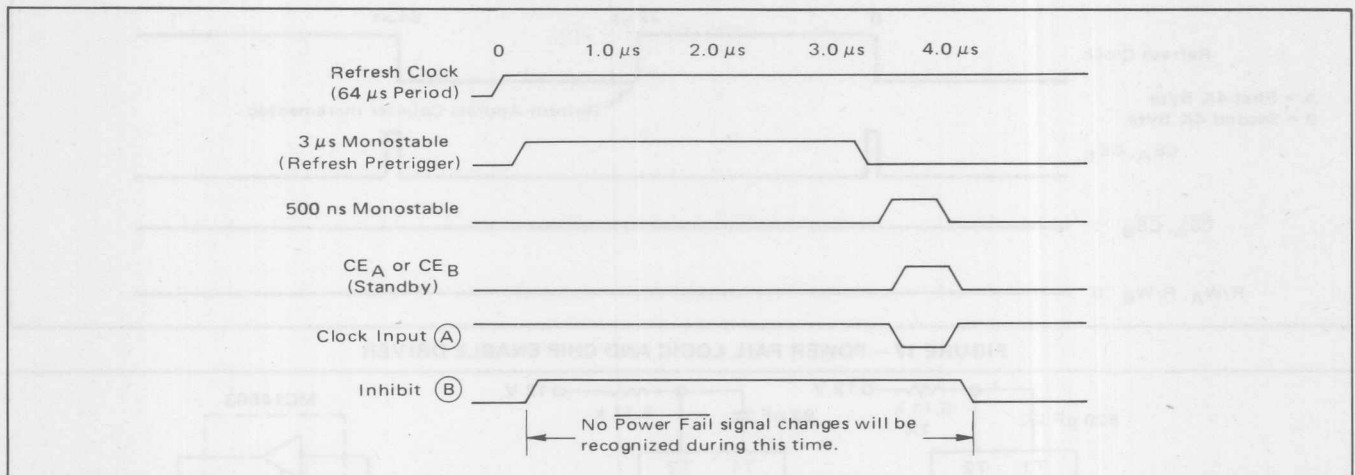 0 1.0 μs 2.0 μs 3.0 μs 4.0 μs
Refresh Clock
(64 μs Period)
3 μs Monostable
(Refresh Pretrigger)
500 ns Monostable
CE A or CE B
(Standby)
Clock Input Ⓐ
Inhibit Ⓑ
No Power Fail signal changes will be
recognized during this time.